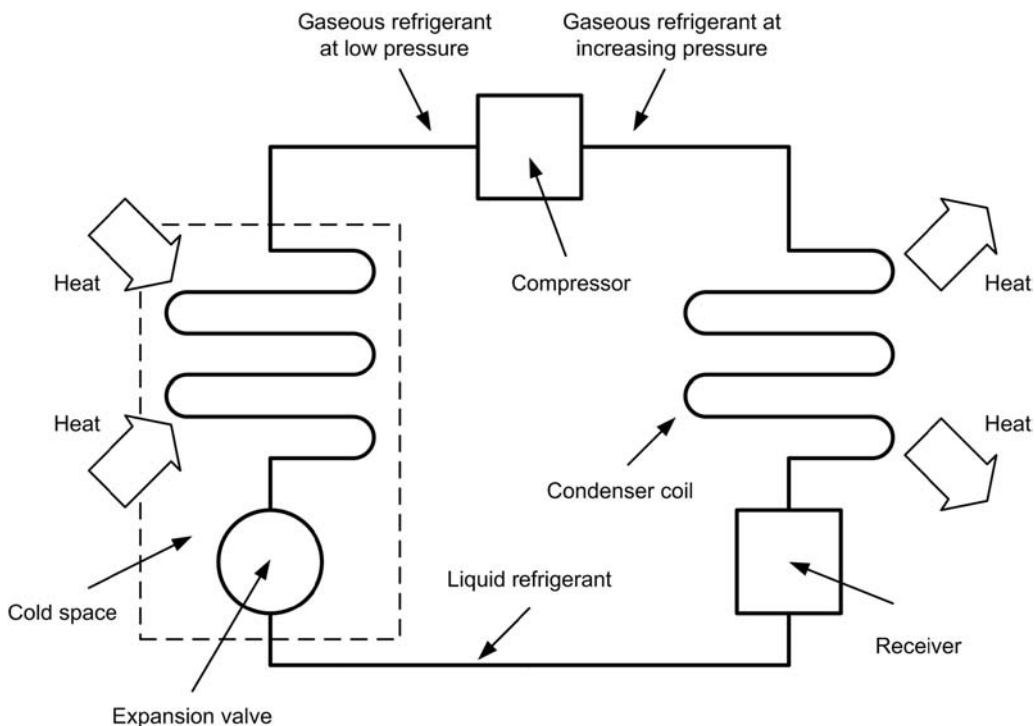 Gaseous refrigerant
at low pressure
Gaseous refrigerant at
increasing pressure
Heat
Compressor
Heat
Heat
Heat
Condenser coil
Cold space
Liquid refrigerant
Receiver
Expansion valve